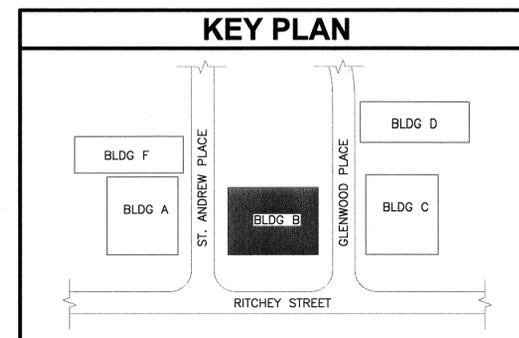 KEY PLAN
BLDG D
BLDG F
ST. ANDREW PLACE
GLENWOOD PLACE
BLDG A
BLDG B
BLDG C
RITCHEY STREET